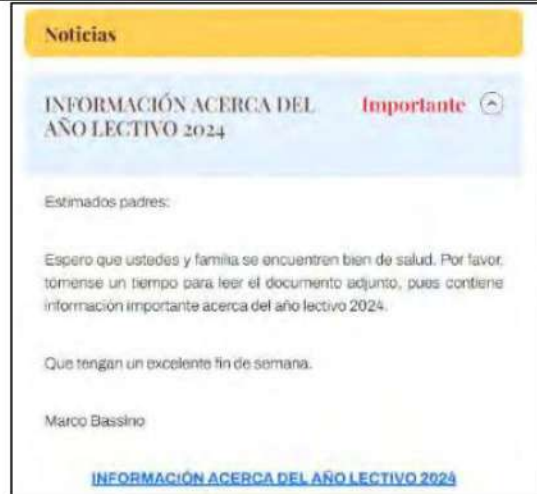 Noticias
INFORMACIÓN ACERCA DEL
Importante
AÑO LECTIVO 2024
Estimados padres:
Espero que ustedes y familia se encuentren bien de salud. Por favor,
tómense un tiempo para leer el documento adjunto, pues contiene
información importante acerca del año lectivo 2024.
Que tengan un excelente fin de semana.
Marco Bassino
INFORMACIÓN ACERCA DEL AÑO LECTIVO 2024